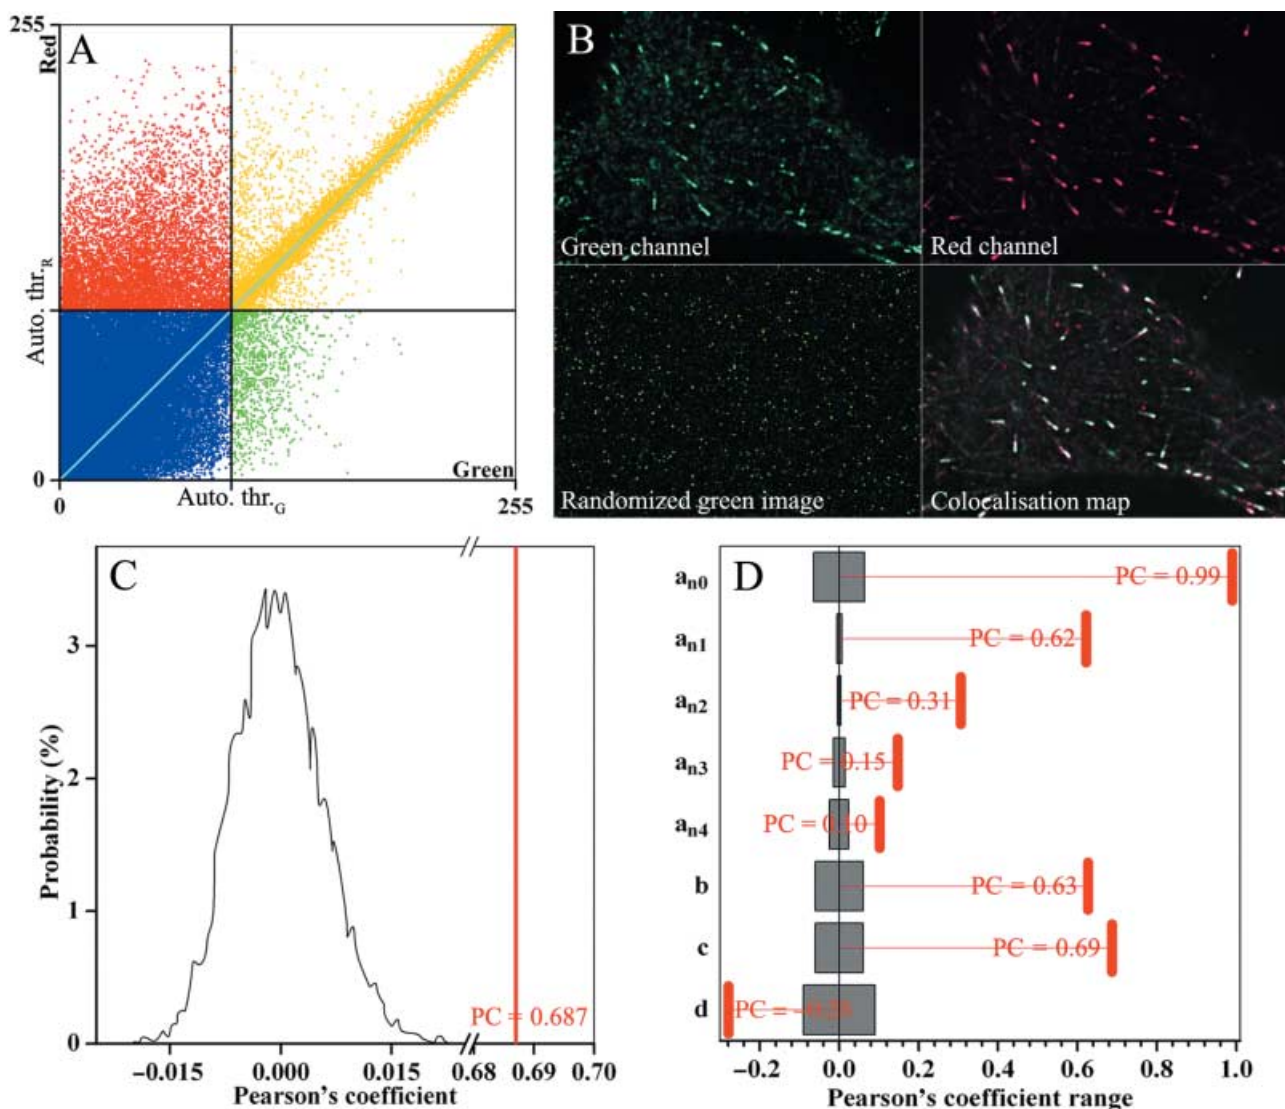 A
255
Red
Auto. thr.R
0
0
Auto. thr.G
Green
255
B
Green channel
Red channel
Randomized green image
Colocalisation map
C
Probability (%)
3
2
1
0
PC = 0.687
−0.015
0.000
0.015
0.68
0.69
0.70
Pearson's coefficient
D
an0
PC = 0.99
an1
PC = 0.62
an2
PC = 0.31
an3
PC = 0.15
an4
PC = 0.10
b
PC = 0.63
c
PC = 0.69
d
PC =
−0.2
0.0
0.2
0.4
0.6
0.8
1.0
Pearson's coefficient range